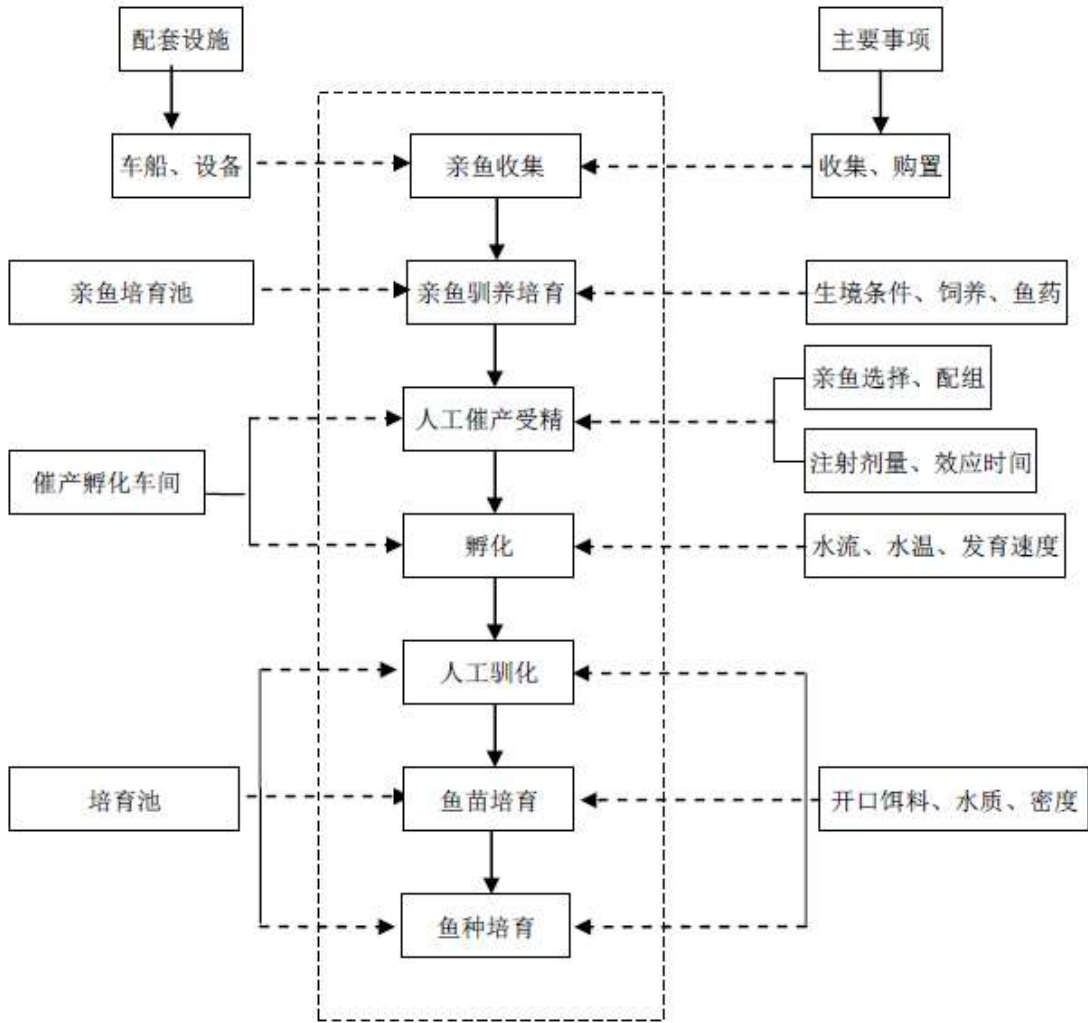 配套设施
主要事项
车船、设备
亲鱼收集
收集、购置
亲鱼培育池
亲鱼驯养培育
生境条件、饲养、鱼药
亲鱼选择、配组
人工催产受精
注射剂量、效应时间
催产孵化车间
孵化
水流、水温、发育速度
人工驯化
培育池
鱼苗培育
开口饵料、水质、密度
鱼种培育